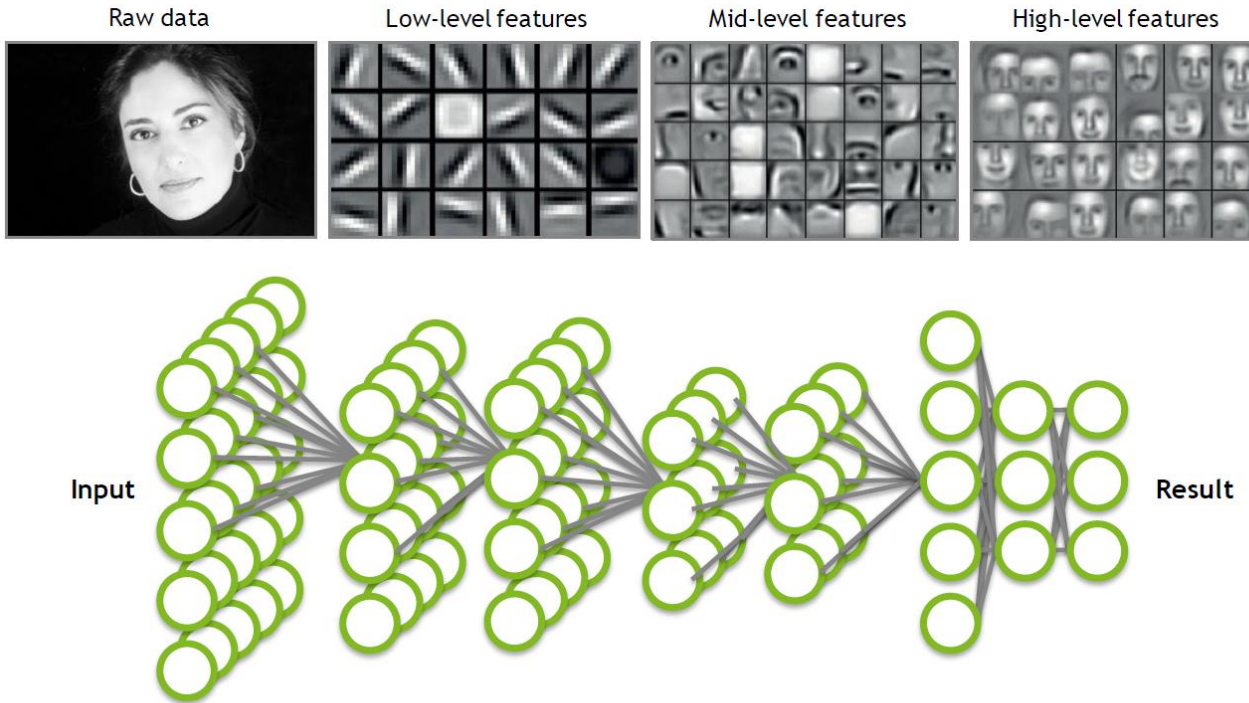 Raw data
Low-level features
Mid-level features
High-level features
Input
Result